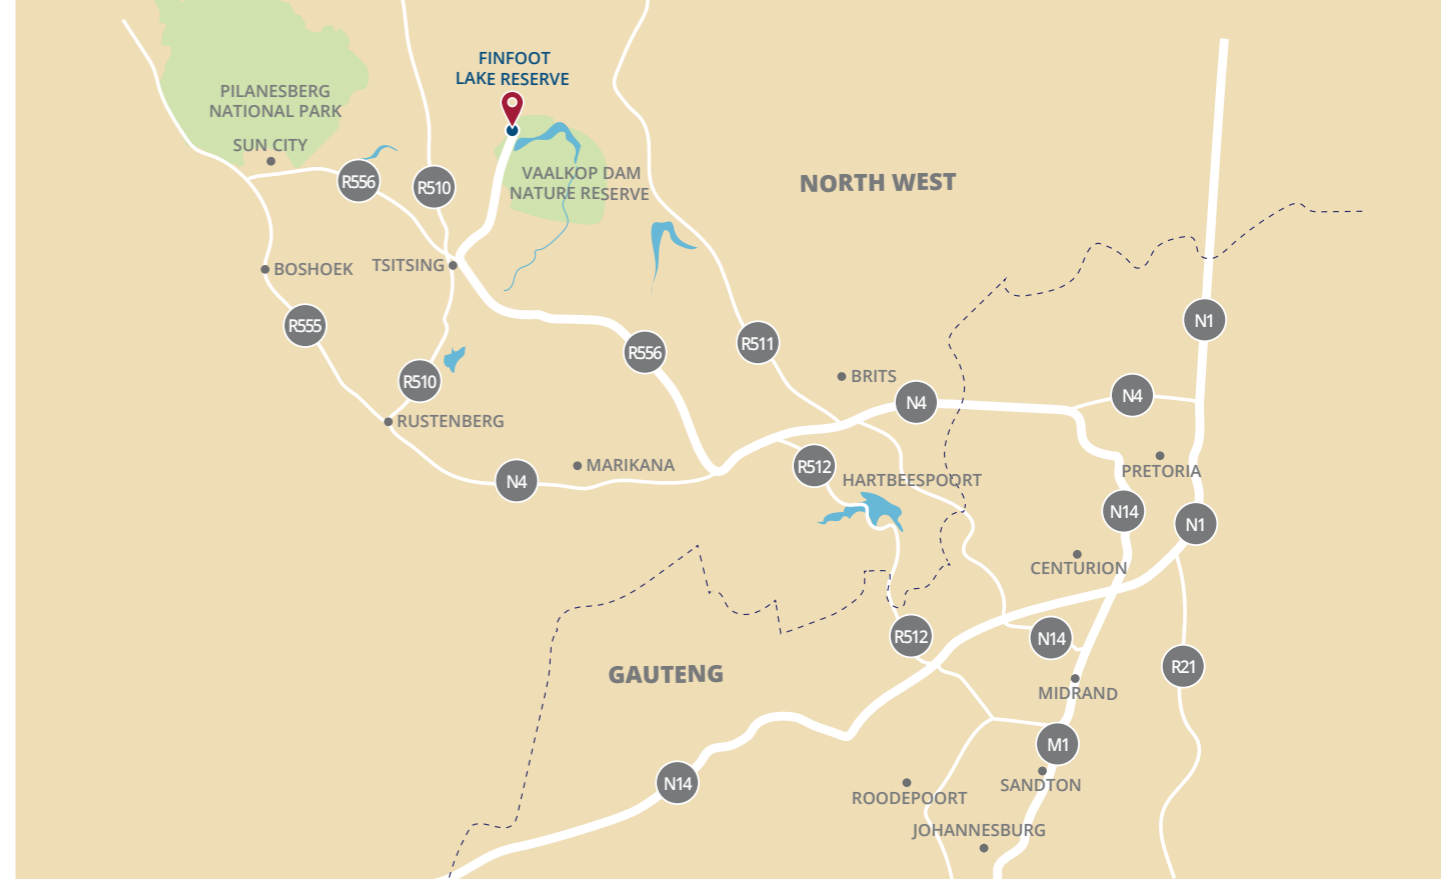 FINFOOT
LAKE RESERVE
PILANESBERG
NATIONAL PARK
SUN CITY
R556
R510
VAALKOP DAM
NATURE RESERVE
NORTH WEST
BOSHOEK
TSITSING
R555
R556
R511
N1
R510
BRITS
N4
N4
RUSTENBERG
MARIKANA
N4
R512
HARTBEESPOORT
PRETORIA
N14
N1
CENTURION
R512
N14
R21
GAUTENG
MIDRAND
M1
N14
SANDTON
ROODEPOORT
JOHANNESBURG